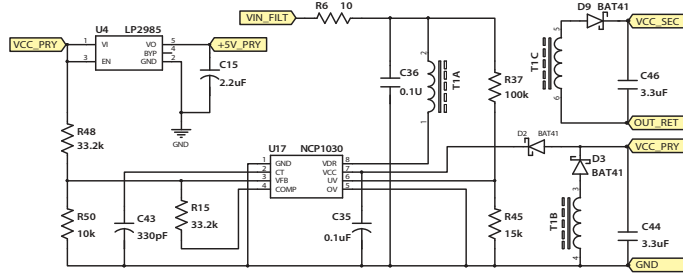 VCC_PRY
1 VI
3 EN
U4 LP2985
VO 5
BYP 4
GND 2
+5V_PRY
C15
2.2uF
GND
R48
33.2k
R50
10k
C43
330pF
R15
33.2k
VIN_FILT
R6 10
C36
0.1U
2
T1A
1
R37
100k
U17 NCP1030
1 GND
2 CT
3 VFB
4 COMP
VDR 8
VCC 7
UV 6
OV 5
C35
0.1uF
R45
15k
D9 BAT41
VCC_SEC
5
T1C
6
C46
3.3uF
OUT_RET
D2 BAT41
VCC_PRY
D3
BAT41
3
T1B
4
C44
3.3uF
GND